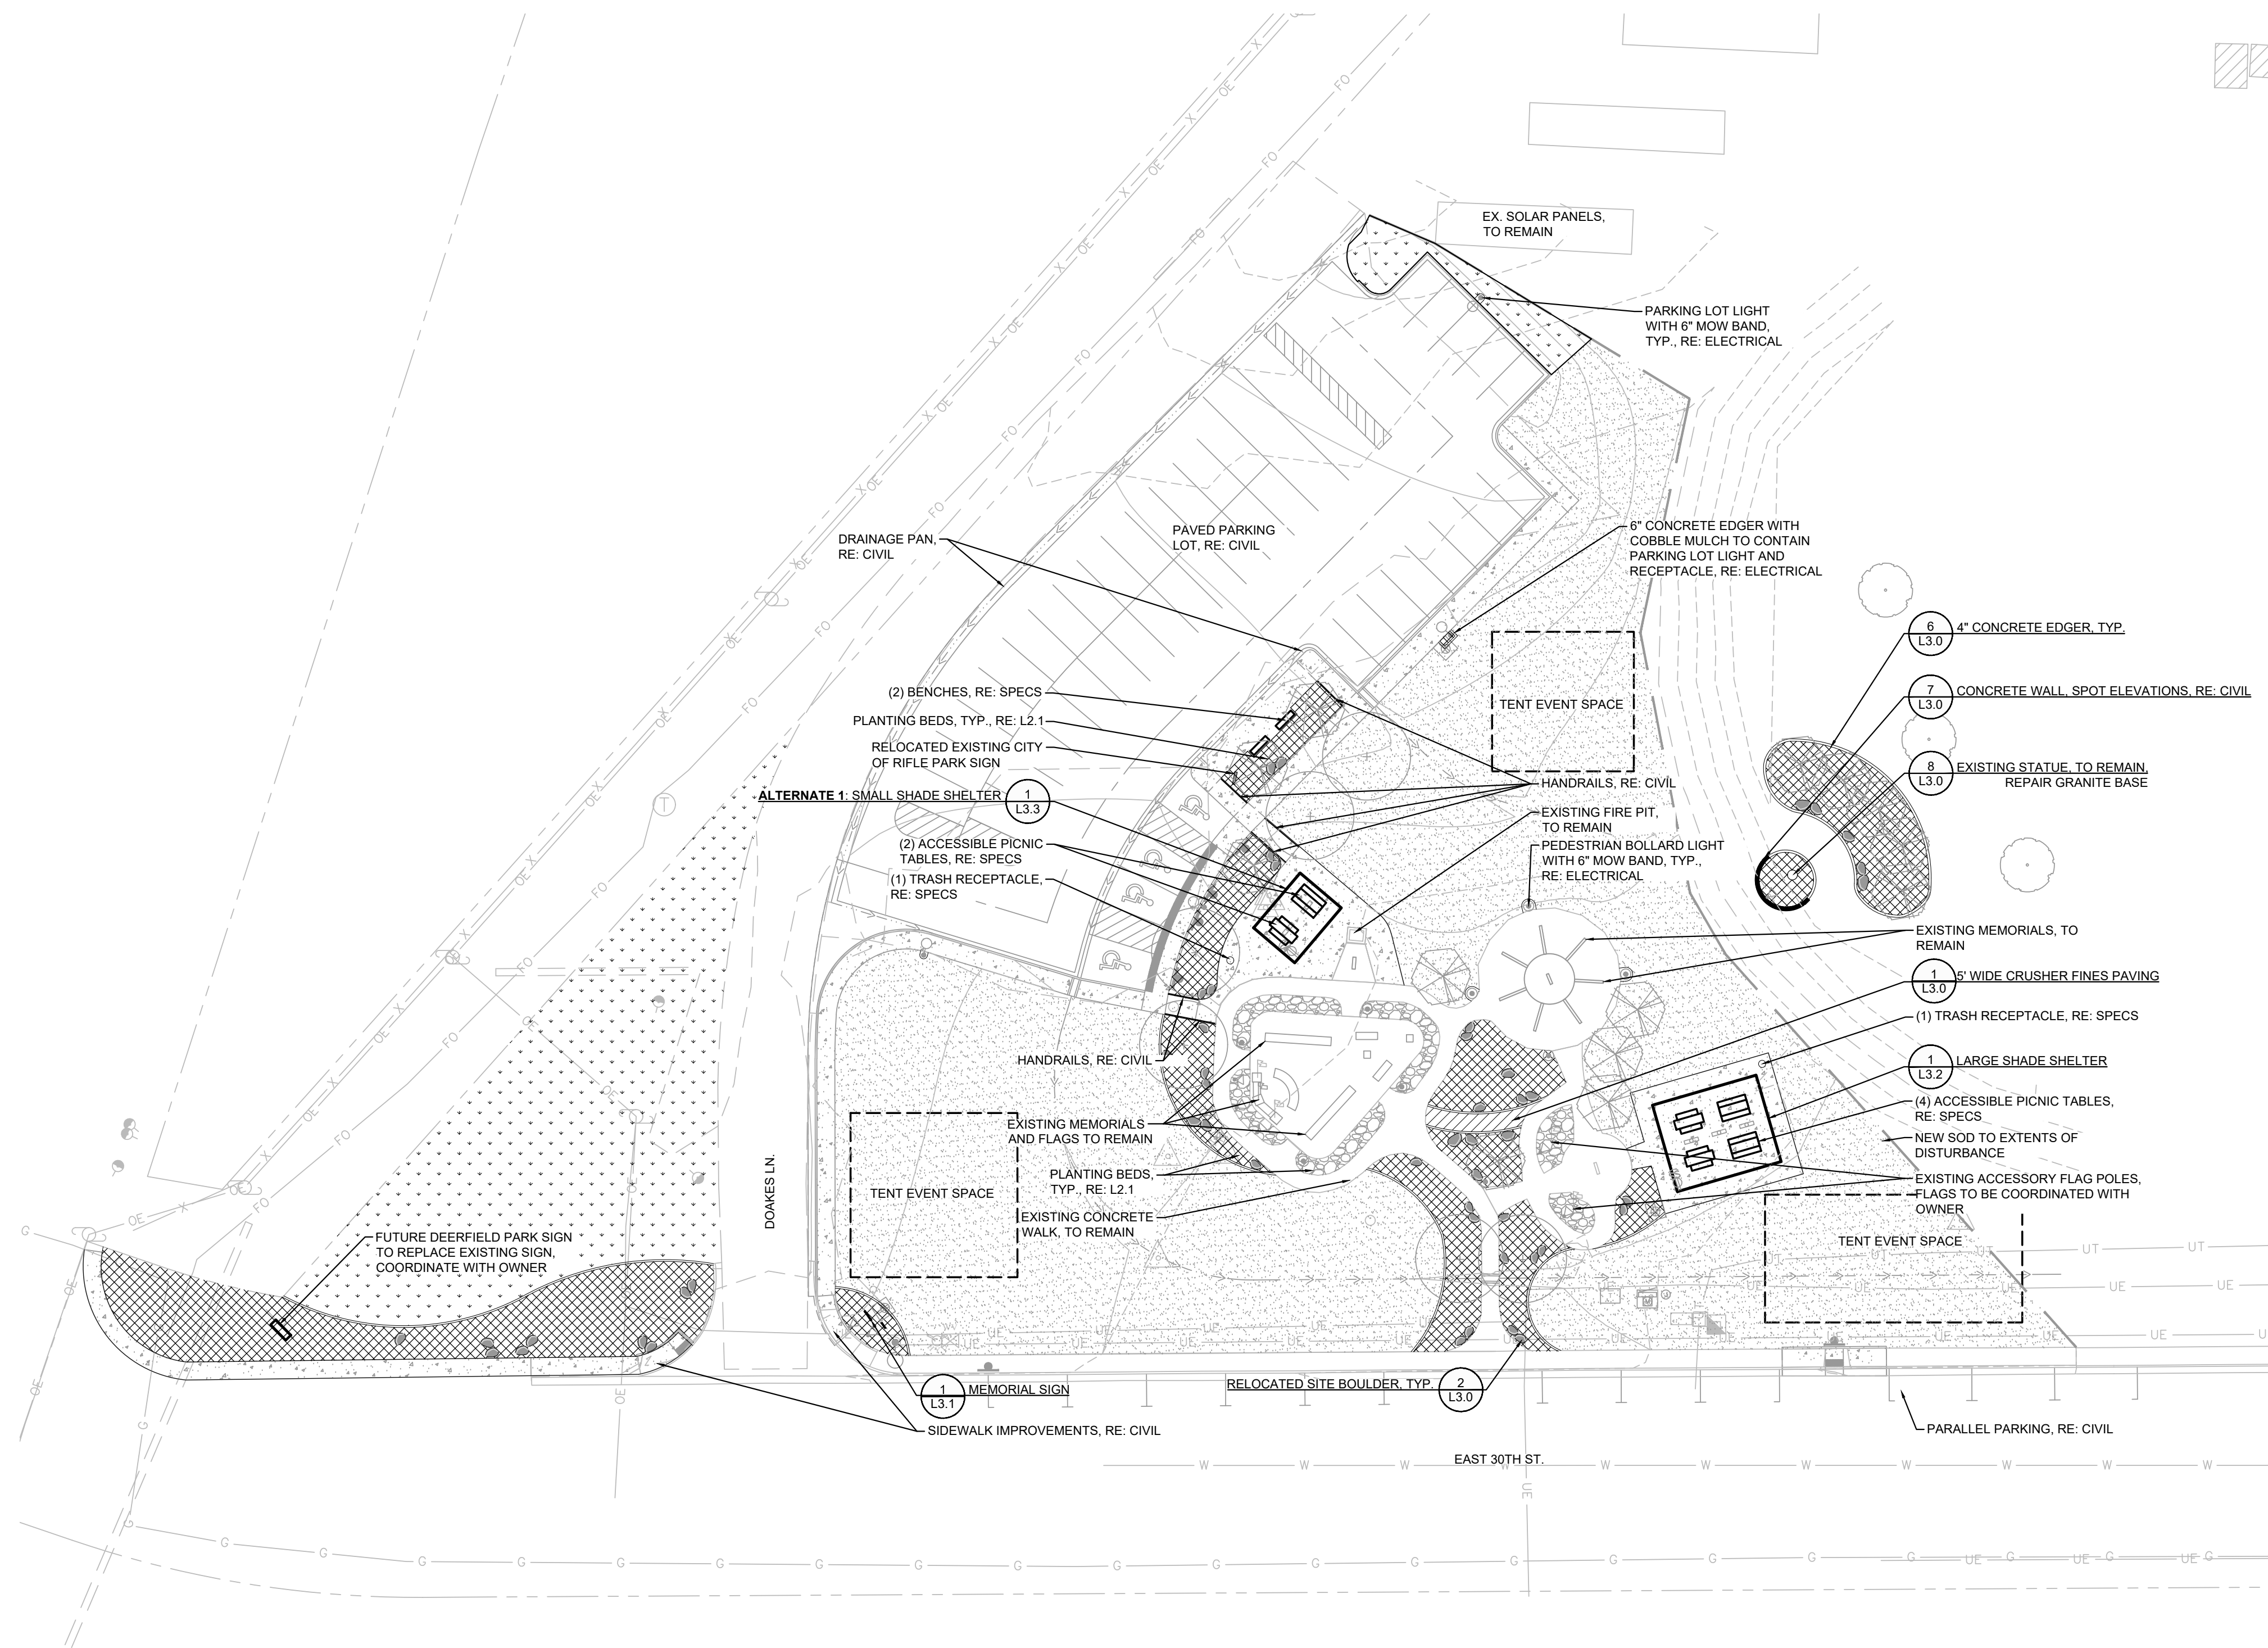 EX. SOLAR PANELS,
TO REMAIN
PARKING LOT LIGHT
WITH 6" MOW BAND,
TYP., RE: ELECTRICAL
DRAINAGE PAN,
RE: CIVIL
PAVED PARKING
LOT, RE: CIVIL
6" CONCRETE EDGER WITH
COBBLE MULCH TO CONTAIN
PARKING LOT LIGHT AND
RECEPTACLE, RE: ELECTRICAL
6
L3.0
4" CONCRETE EDGER, TYP.
7
L3.0
CONCRETE WALL, SPOT ELEVATIONS, RE: CIVIL
8
L3.0
EXISTING STATUE, TO REMAIN,
REPAIR GRANITE BASE
(2) BENCHES, RE: SPECS
PLANTING BEDS, TYP., RE: L2.1
RELOCATED EXISTING CITY
OF RIFLE PARK SIGN
ALTERNATE 1: SMALL SHADE SHELTER
1
L3.3
(2) ACCESSIBLE PICNIC
TABLES, RE: SPECS
(1) TRASH RECEPTACLE,
RE: SPECS
TENT EVENT SPACE
HANDRAILS, RE: CIVIL
EXISTING FIRE PIT,
TO REMAIN
PEDESTRIAN BOLLARD LIGHT
WITH 6" MOW BAND, TYP.,
RE: ELECTRICAL
EXISTING MEMORIALS, TO
REMAIN
1
L3.0
5' WIDE CRUSHER FINES PAVING
(1) TRASH RECEPTACLE, RE: SPECS
1
L3.2
LARGE SHADE SHELTER
(4) ACCESSIBLE PICNIC TABLES,
RE: SPECS
NEW SOD TO EXTENTS OF
DISTURBANCE
EXISTING ACCESSORY FLAG POLES,
FLAGS TO BE COORDINATED WITH
OWNER
TENT EVENT SPACE
HANDRAILS, RE: CIVIL
EXISTING MEMORIALS
AND FLAGS TO REMAIN
PLANTING BEDS,
TYP., RE: L2.1
EXISTING CONCRETE
WALK, TO REMAIN
TENT EVENT SPACE
DOAKES LN.
FUTURE DEERFIELD PARK SIGN
TO REPLACE EXISTING SIGN,
COORDINATE WITH OWNER
1
L3.1
MEMORIAL SIGN
SIDEWALK IMPROVEMENTS, RE: CIVIL
RELOCATED SITE BOULDER, TYP.
2
L3.0
PARALLEL PARKING, RE: CIVIL
EAST 30TH ST.